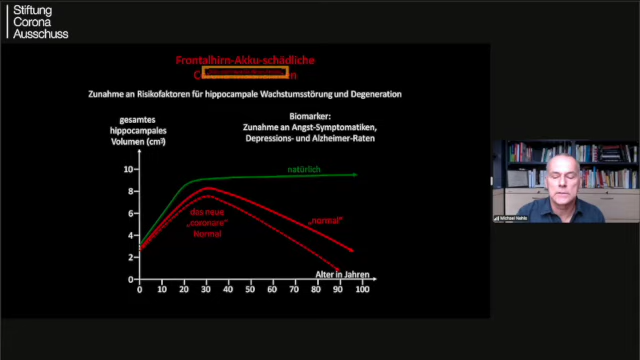 Stiftung
Corona
Ausschuss
Frontalhirn-Akku-schädliche
Zunahme an Risikofaktoren für hippocampale Wachstumsstörung und Degeneration
gesamtes
hippocampales
Volumen (cm³)
Biomarker:
Zunahme an Angst-Symptomatiken,
Depressions- und Alzheimer-Raten
10
8
6
4
2
0
natürlich
das neue
„coronare"
Normal
„normal"
Alter in Jahren
0 10 20 30 40 50 60 70 80 90 100
Michael Nehls